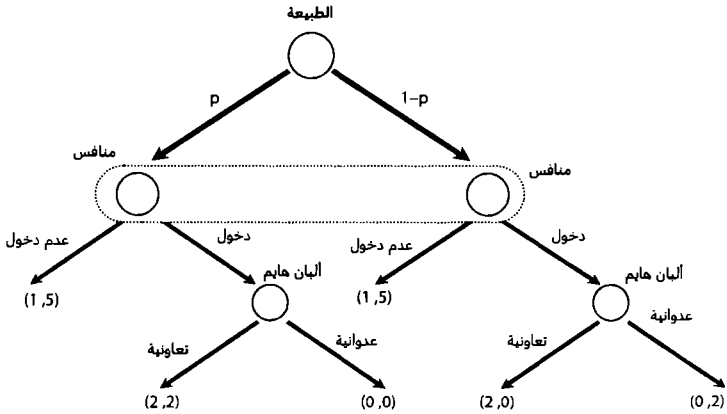 الطبيعة
p
1–p
منافس
منافس
عدم دخول
دخول
عدم دخول
دخول
(1,5)
ألبان هايم
(1,5)
ألبان هايم
تعاونية
عدوانية
تعاونية
عدوانية
(2,2)
(0,0)
(2,0)
(0,2)